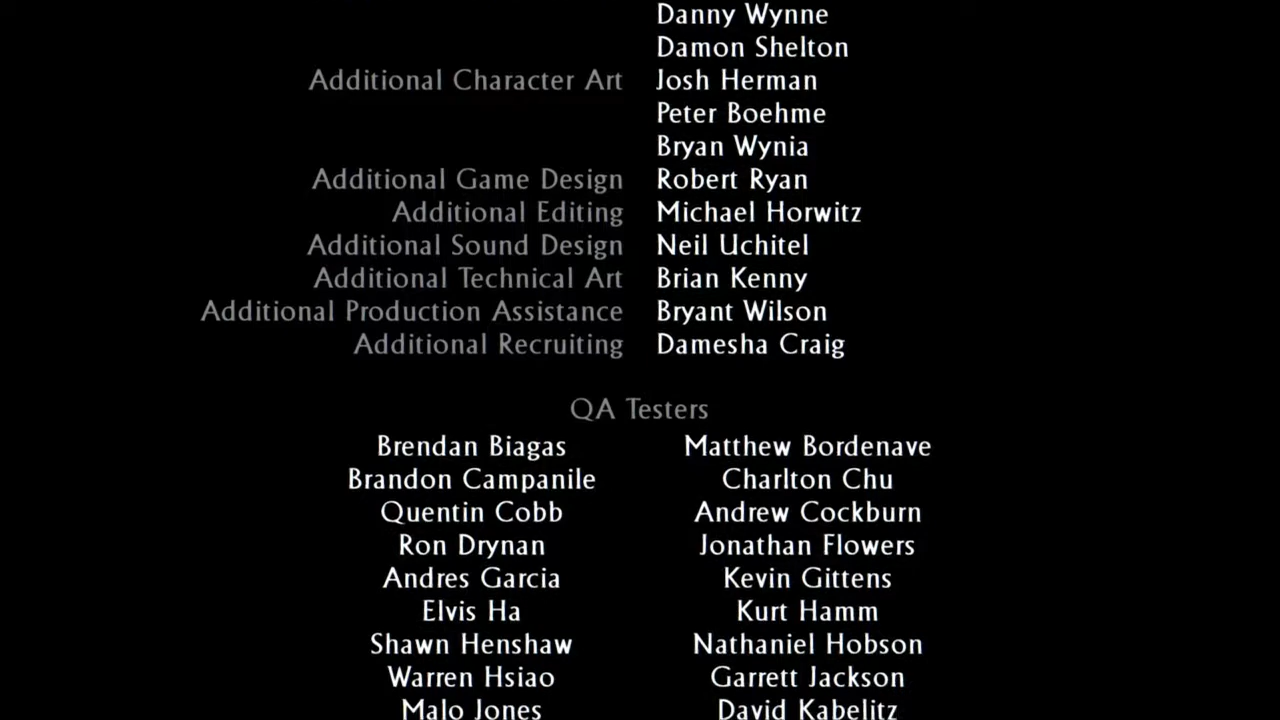 Danny Wynne
Damon Shelton
Additional Character Art Josh Herman
Peter Boehme
Bryan Wynia
Additional Game Design Robert Ryan
Additional Editing Michael Horwitz
Additional Sound Design Neil Uchitel
Additional Technical Art Brian Kenny
Additional Production Assistance Bryant Wilson
Additional Recruiting Damesha Craig
QA Testers
Brendan Biagas Matthew Bordenave
Brandon Campanile Charlton Chu
Quentin Cobb Andrew Cockburn
Ron Drynan Jonathan Flowers
Andres Garcia Kevin Gittens
Elvis Ha Kurt Hamm
Shawn Henshaw Nathaniel Hobson
Warren Hsiao Garrett Jackson
Malo Jones David Kabelitz